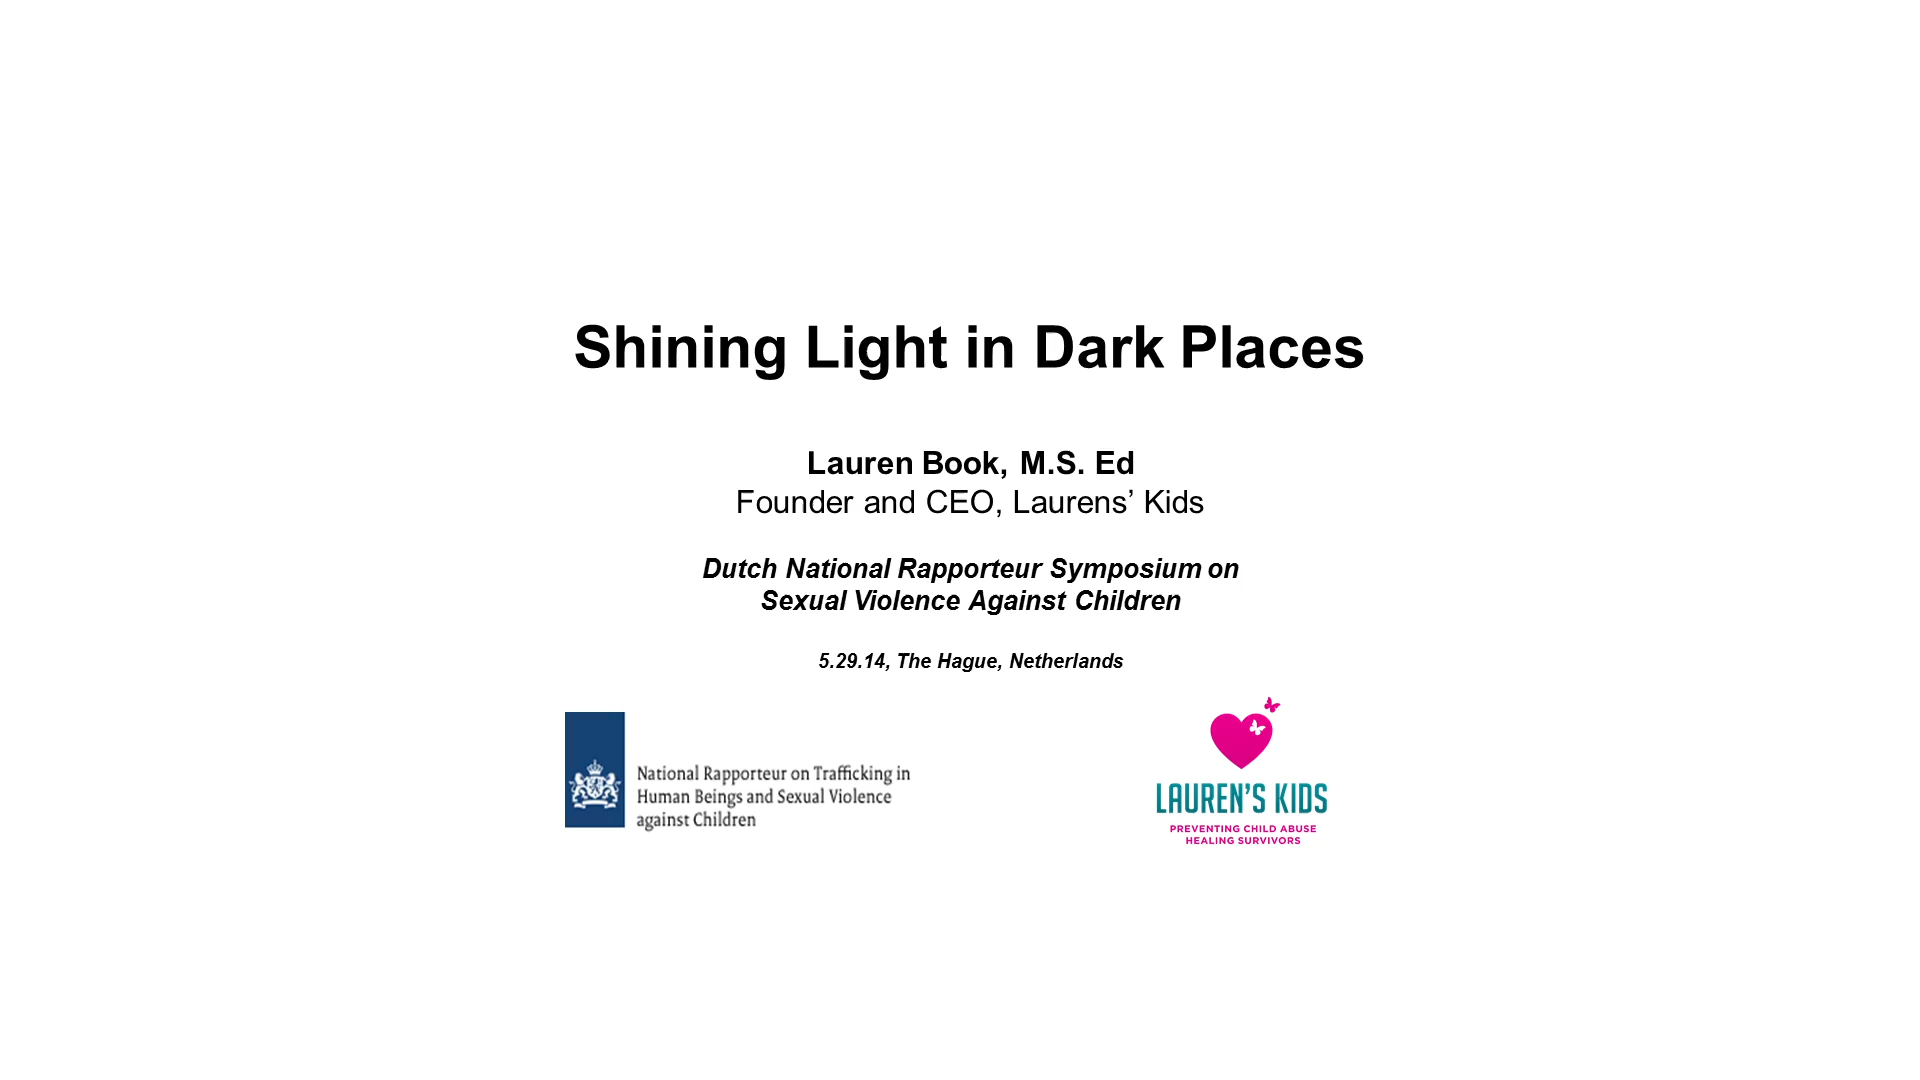 Shining Light in Dark Places
Lauren Book, M.S. Ed
Founder and CEO, Laurens’ Kids
Dutch National Rapporteur Symposium on
Sexual Violence Against Children
5.29.14, The Hague, Netherlands
National Rapporteur on Trafficking in
Human Beings and Sexual Violence
against Children
LAUREN'S KIDS
PREVENTING CHILD ABUSE
HEALING SURVIVORS